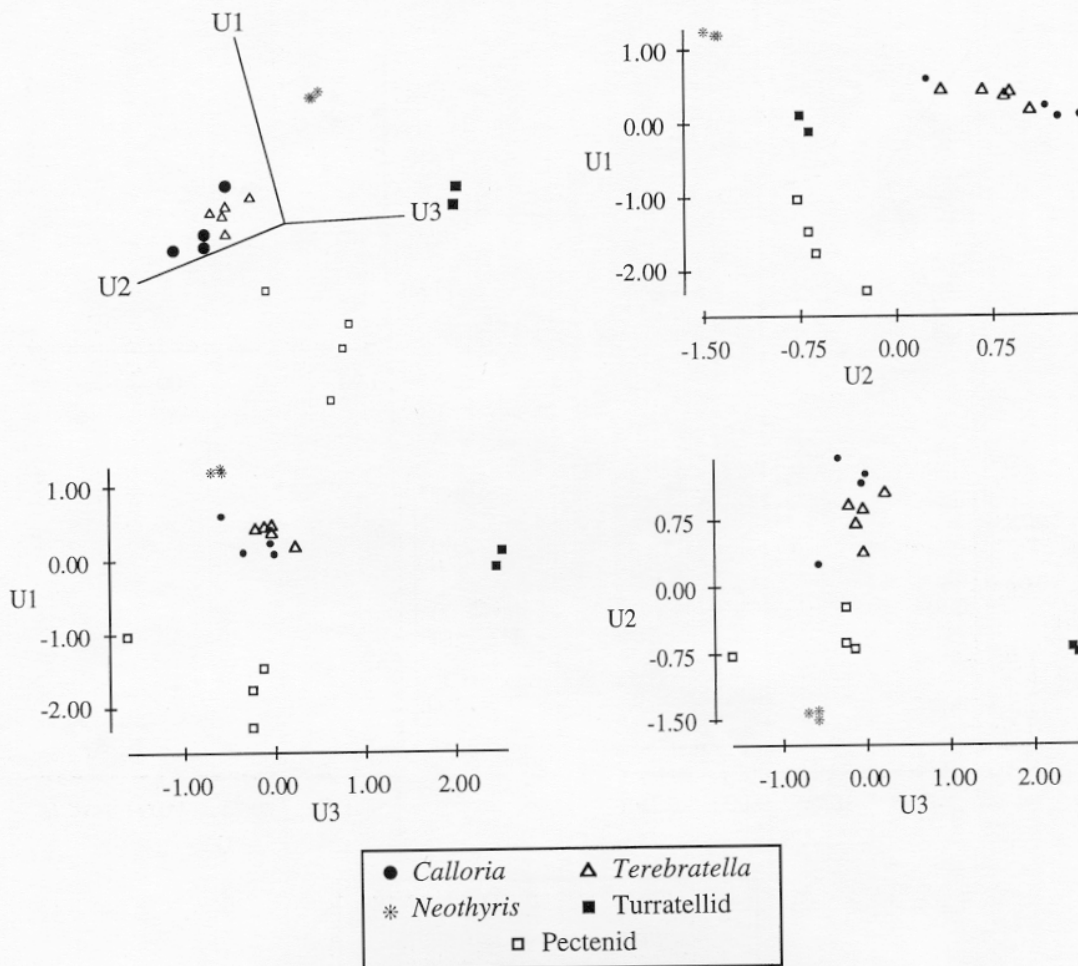 U1
U3
U2
1.00
0.00
U1
-1.00
-2.00
-1.50 -0.75 0.00 0.75
U2
1.00
0.00
U1
-1.00
-2.00
-1.00 0.00 1.00 2.00
U3
0.75
0.00
U2
-0.75
-1.50
-1.00 0.00 1.00 2.00
U3
Calloria Terebratella
Neothyris Turratellid
Pectenid